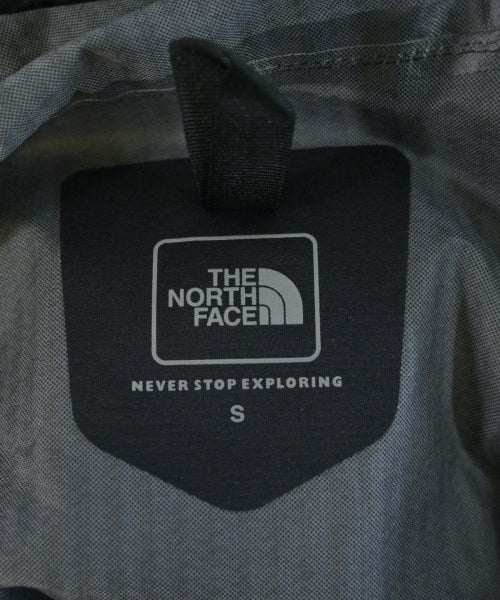 THE
NORTH
FACE
NEVER STOP EXPLORING
S